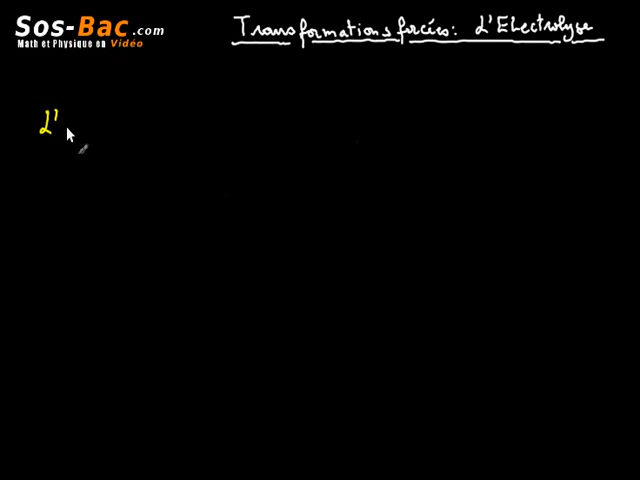 Sos-Bac.com
Math et Physique en Vidéo
Transformations forcées: L'Electrolyse
L'